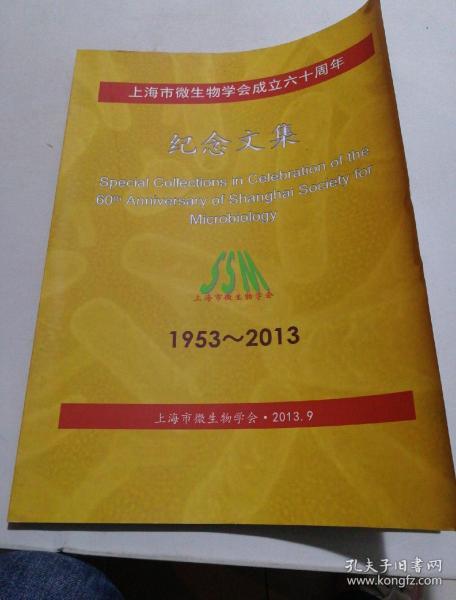 上海市微生物学会成立六十周年
纪念文集
Special Collections in Celebration of the
60th Anniversary of Shanghai Society for
Microbiology
SSM
上海市微生物学会
1953～2013
上海市微生物学会·2013.9
孔夫子旧书网
www.kongfz.com